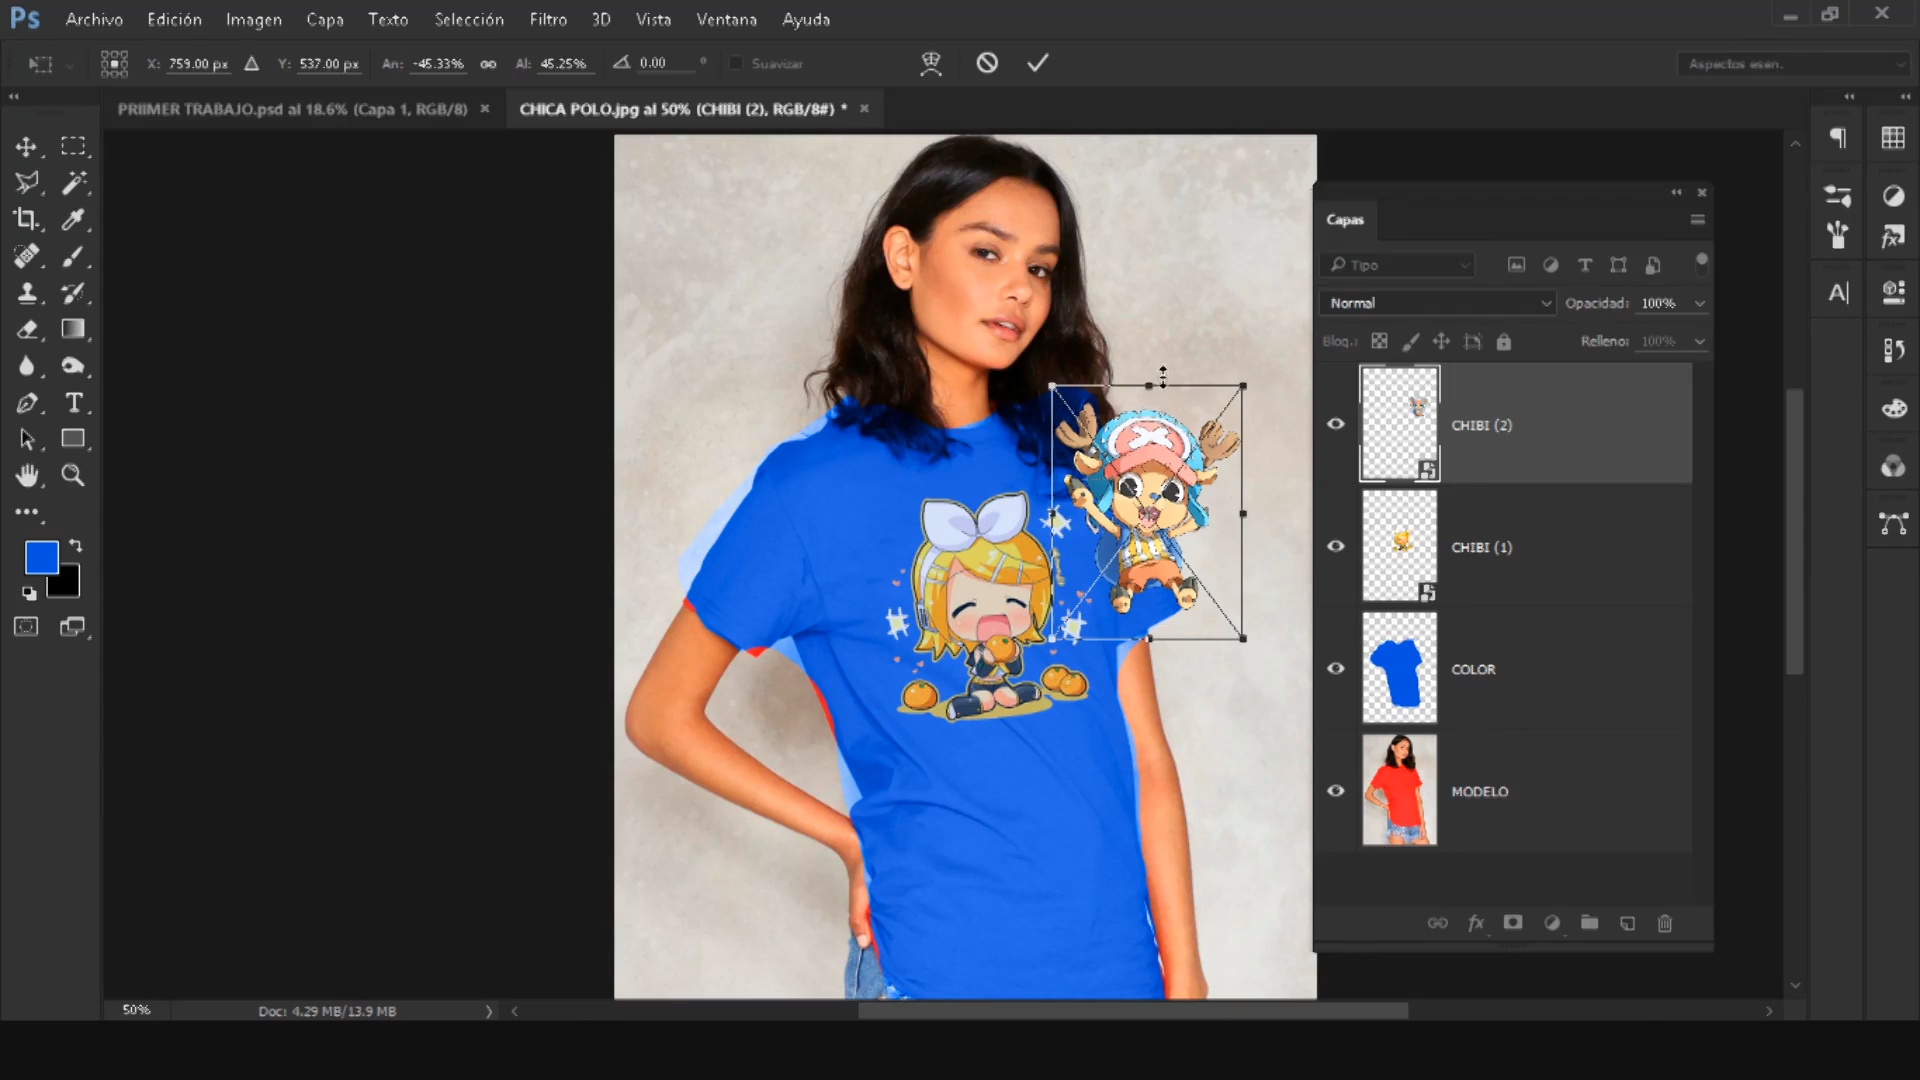 Ps Archivo Edición Imagen Capa Texto Selección Filtro 3D Vista Ventana Ayuda
X: 759.00 px Y: 537.00 px An: -45.33% Al: 45.25% 0.00 ° Suavizar Aspectos esen.
PRIIMER TRABAJO.psd al 18.6% (Capa 1, RGB/8) × CHICA POLO.jpg al 50% (CHIBI (2), RGB/8#) * ×
Capas
Tipo
Normal Opacidad: 100%
Bloq.: Relleno: 100%
CHIBI (2)
CHIBI (1)
COLOR
MODELO
50% Doc: 4.29 MB/13.9 MB